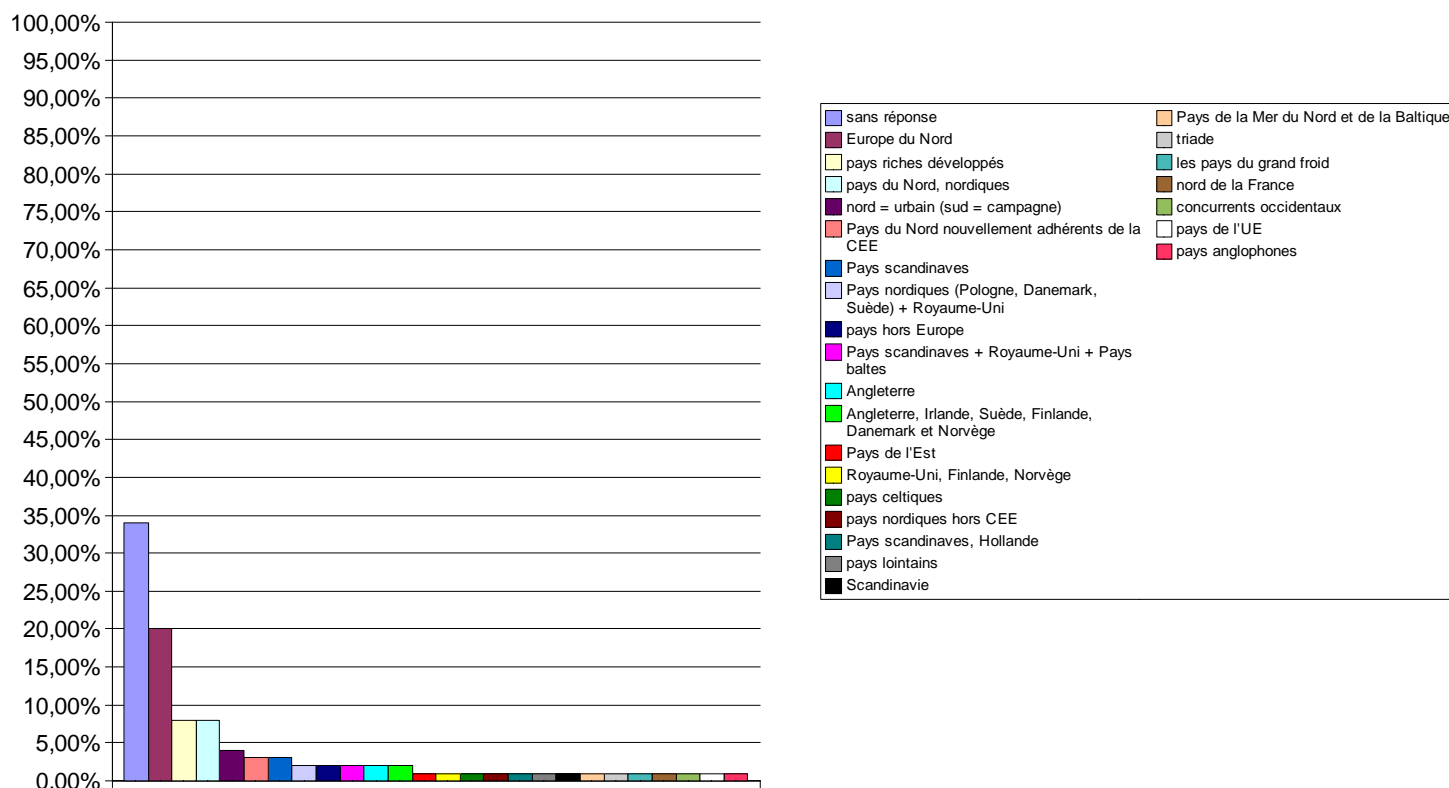 100,00%
95,00%
90,00%
85,00%
80,00%
75,00%
70,00%
65,00%
60,00%
55,00%
50,00%
45,00%
40,00%
35,00%
30,00%
25,00%
20,00%
15,00%
10,00%
5,00%
0,00%
sans réponse
Europe du Nord
pays riches développés
pays du Nord, nordiques
nord = urbain (sud = campagne)
Pays du Nord nouvellement adhérents de la
CEE
Pays scandinaves
Pays nordiques (Pologne, Danemark,
Suède) + Royaume-Uni
pays hors Europe
Pays scandinaves + Royaume-Uni + Pays
baltes
Angleterre
Angleterre, Irlande, Suède, Finlande,
Danemark et Norvège
Pays de l'Est
Royaume-Uni, Finlande, Norvège
pays celtiques
pays nordiques hors CEE
Pays scandinaves, Hollande
pays lointains
Scandinavie
Pays de la Mer du Nord et de la Baltique
triade
les pays du grand froid
nord de la France
concurrents occidentaux
pays de l'UE
pays anglophones